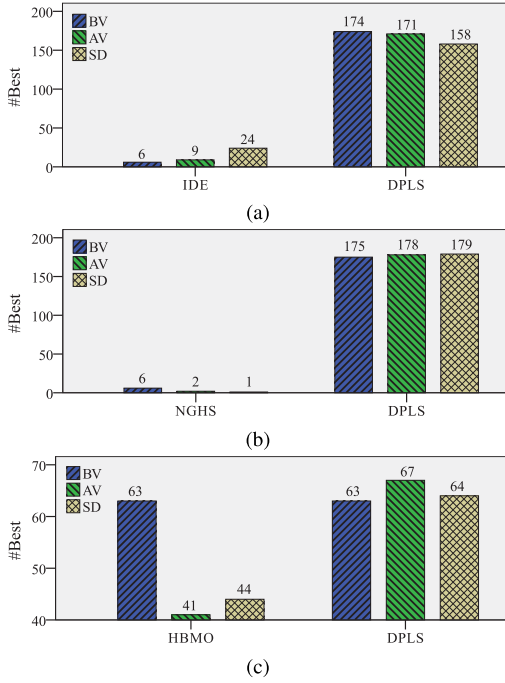 BV
AV
SD
#Best
200
150
100
50
0
6
9
24
174
171
158
IDE
DPLS
(a)
BV
AV
SD
#Best
200
150
100
50
0
6
2
1
175
178
179
NGHS
DPLS
(b)
BV
AV
SD
#Best
70
60
50
40
63
41
44
63
67
64
HBMO
DPLS
(c)